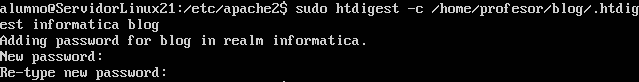 alumno@ServidorLinux21:/etc/apache2$ sudo htdigest -c /home/profesor/blog/.htdig
est informatica blog
Adding password for blog in realm informatica.
New password:
Re-type new password: